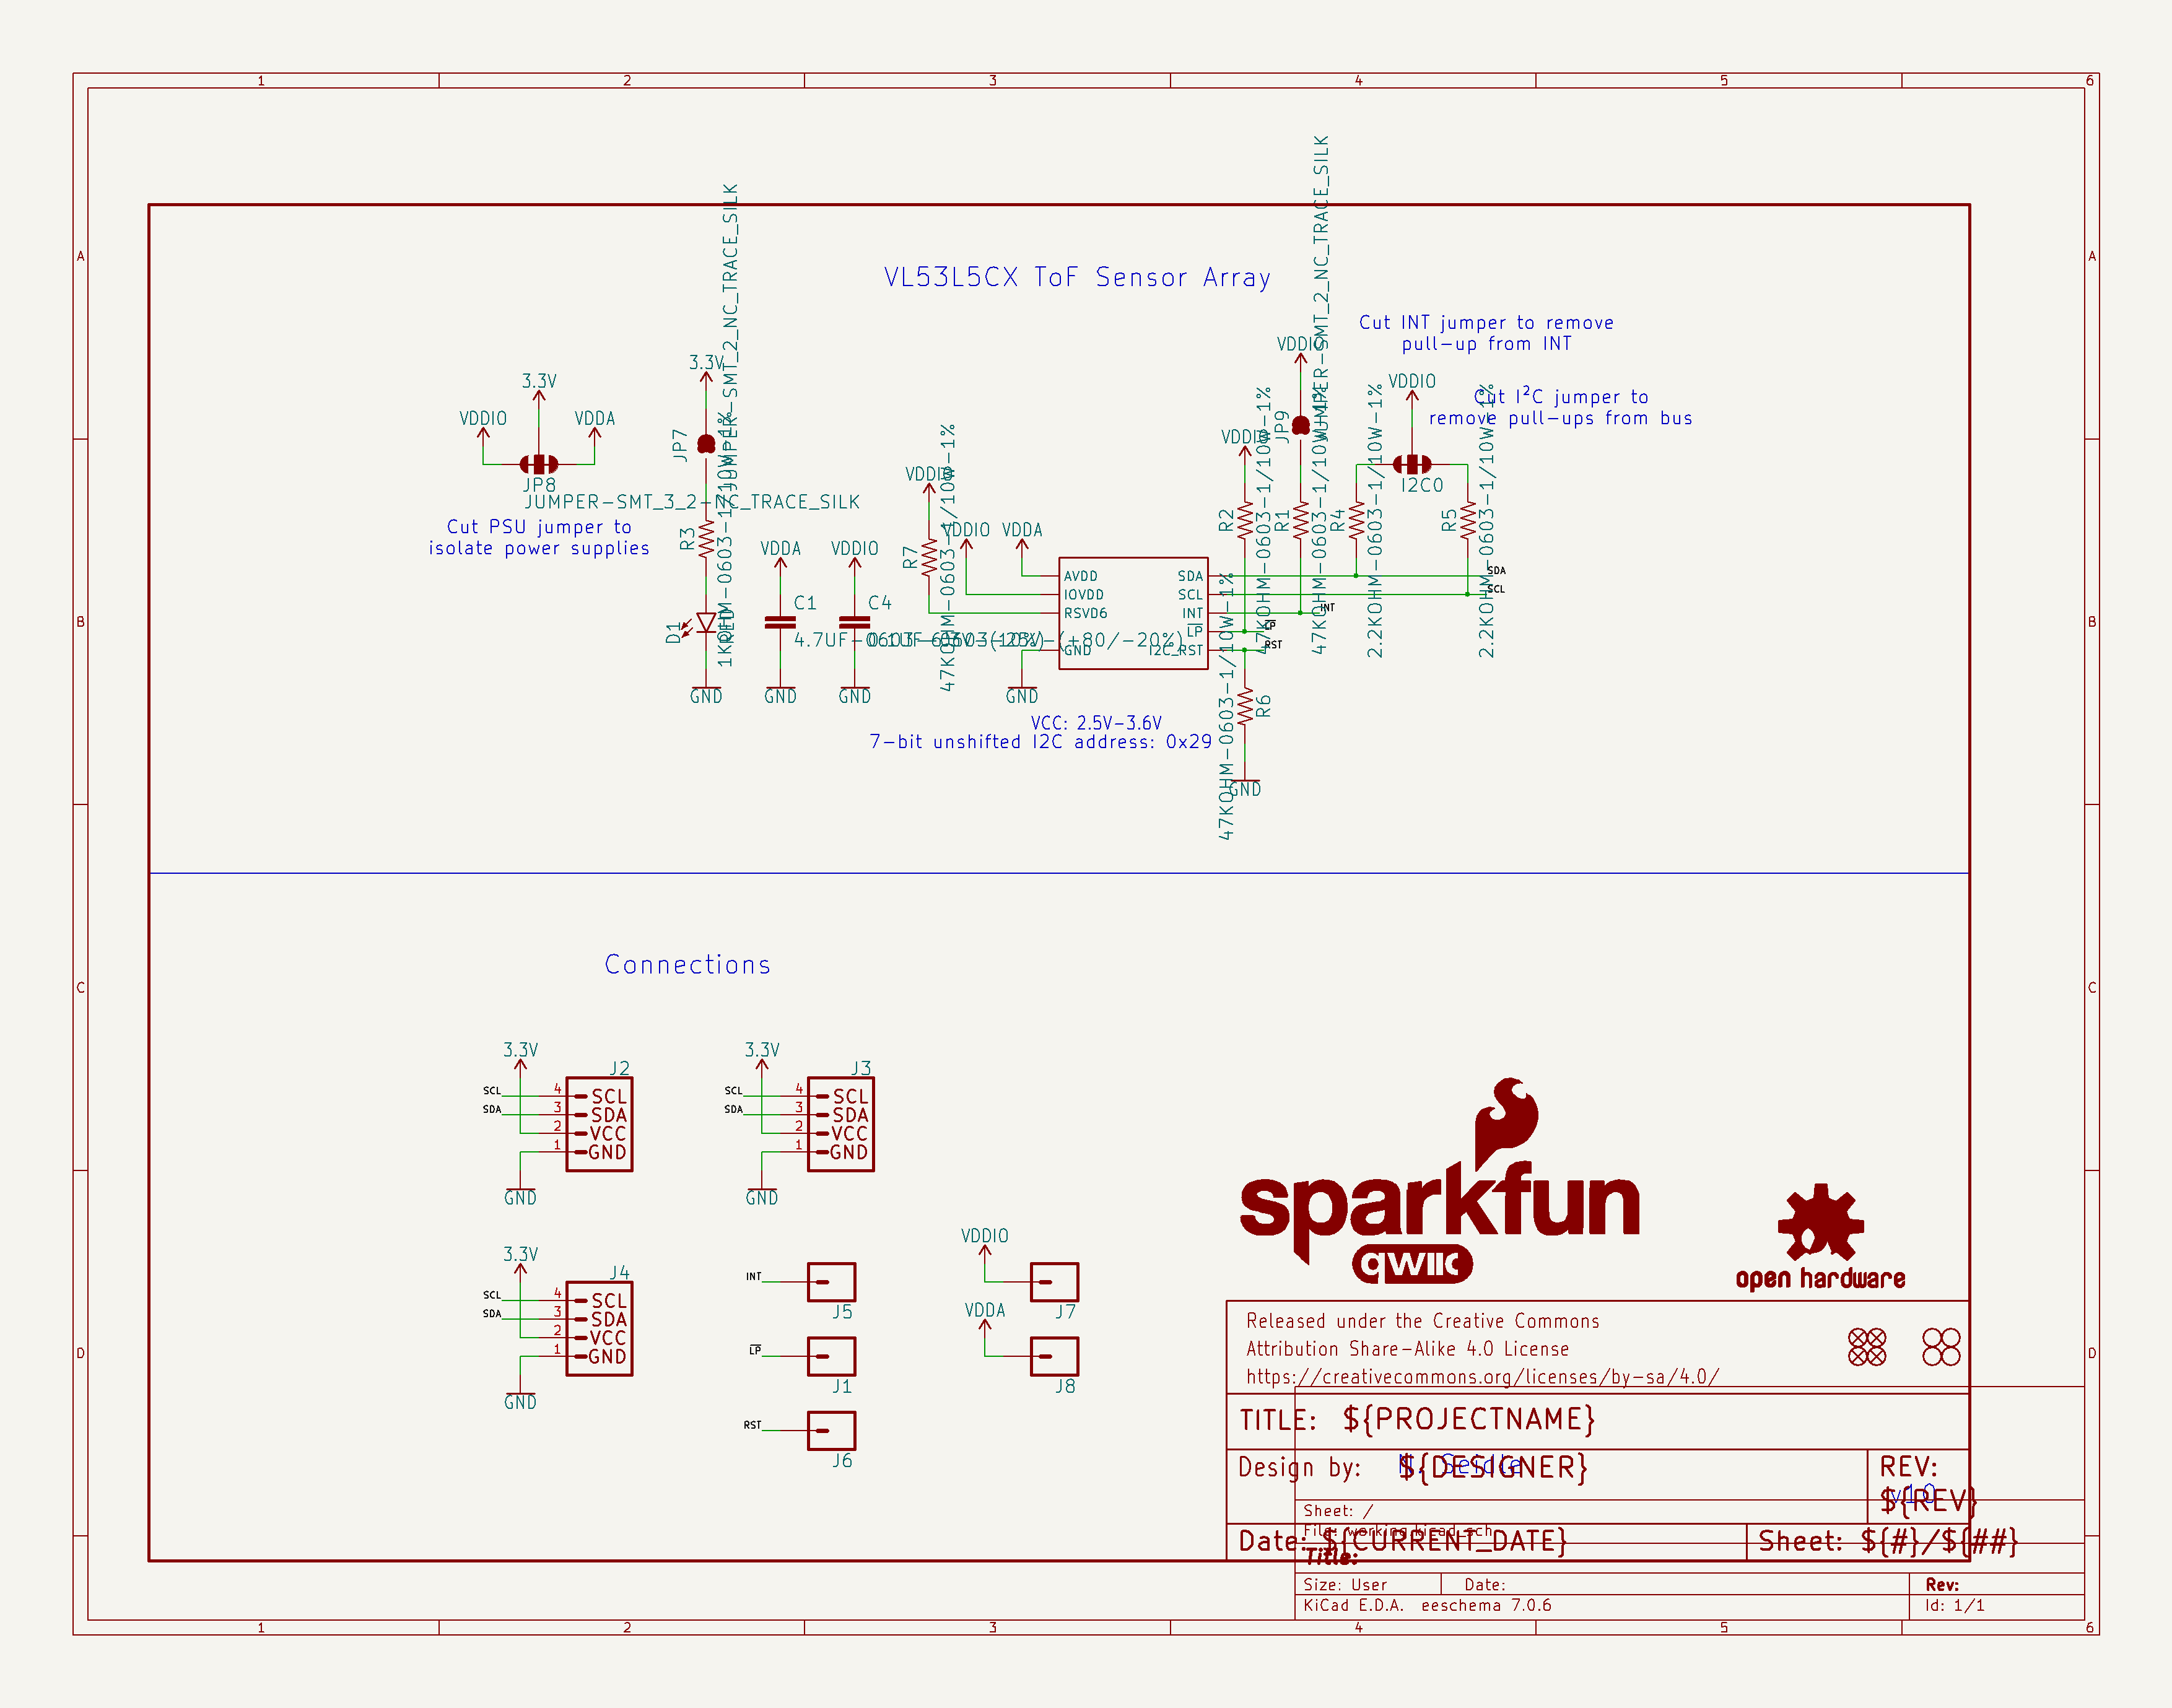 1 2 3 4 5 6
A A
B B
C C
D D
VL53L5CX ToF Sensor Array
Cut INT jumper to remove
pull-up from INT
Cut I²C jumper to
remove pull-ups from bus
3.3V
VDDIO VDDA
JP8
JUMPER-SMT_3_2-NC_TRACE_SILK
Cut PSU jumper to
isolate power supplies
3.3V
JP7
JUMPER-SMT_2_NC_TRACE_SILK
R3
1KOHM-0603-1/10W-1%
D1
RED
GND
VDDA
C1
4.7UF-0603-6.3V-(10%)
GND
VDDIO
C4
0.1UF-0603-25V-(+80/-20%)
GND
VDDIO
R7
47KOHM-0603-1/10W-1%
VDDIO VDDA
AVDD
IOVDD
RSVD6
GND
SDA
SCL
INT
LP
I2C_RST
GND
VDDIO
R2
47KOHM-0603-1/10W-1%
VDDIO
JP9
JUMPER-SMT_2_NC_TRACE_SILK
R1
47KOHM-0603-1/10W-1%
R4
2.2KOHM-0603-1/10W-1%
VDDIO
I2C0
R5
2.2KOHM-0603-1/10W-1%
SDA
SCL
INT
LP
RST
R6
47KOHM-0603-1/10W-1%
GND
VCC: 2.5V-3.6V
7-bit unshifted I2C address: 0x29
Connections
3.3V
J2
SCL 4 SCL
SDA 3 SDA
2 VCC
1 GND
GND
3.3V
J3
SCL 4 SCL
SDA 3 SDA
2 VCC
1 GND
GND
3.3V
J4
SCL 4 SCL
SDA 3 SDA
2 VCC
1 GND
GND
INT
J5
LP
J1
RST
J6
VDDIO
J7
VDDA
J8
sparkfun
qwiic
open hardware
Released under the Creative Commons
Attribution Share-Alike 4.0 License
https://creativecommons.org/licenses/by-sa/4.0/
TITLE: ${PROJECTNAME}
Design by: ${DESIGNER}
N. Seidle
REV:
${REV}
v10
Date: ${CURRENT_DATE}
Sheet: ${#}/${##}
Sheet: /
File: working.kicad_sch
Title:
Size: User Date: Rev:
KiCad E.D.A. eeschema 7.0.6 Id: 1/1
1 2 3 4 5 6